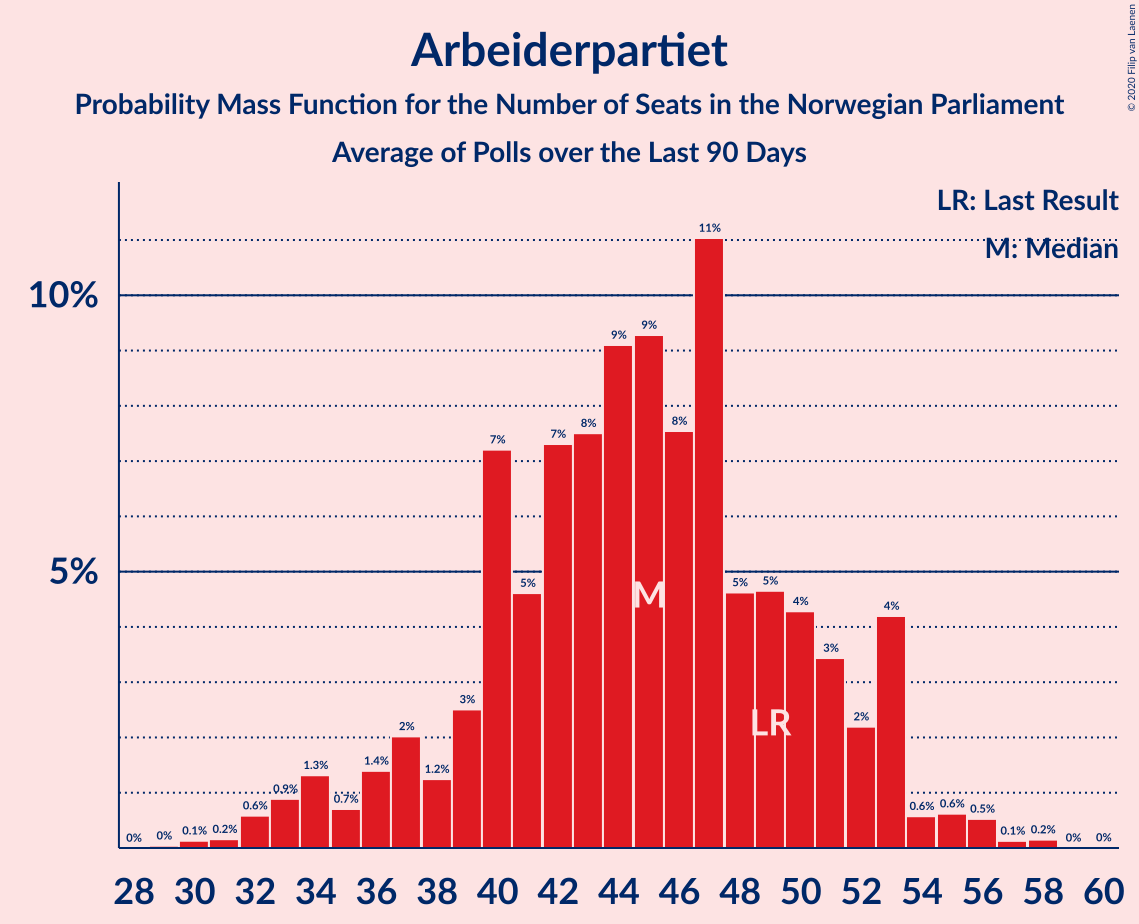 Arbeiderpartiet
Probability Mass Function for the Number of Seats in the Norwegian Parliament
Average of Polls over the Last 90 Days
© 2020 Filip van Laenen
LR: Last Result
M: Median
10%
5%
0% 0% 0.1% 0.2% 0.6% 0.9% 1.3% 0.7% 1.4% 2% 1.2% 3% 7% 5% 7% 8% 9% 9% 8% 11% 5% 5% 4% 3% 2% 4% 0.6% 0.6% 0.5% 0.1% 0.2% 0% 0%
M
LR
28 30 32 34 36 38 40 42 44 46 48 50 52 54 56 58 60